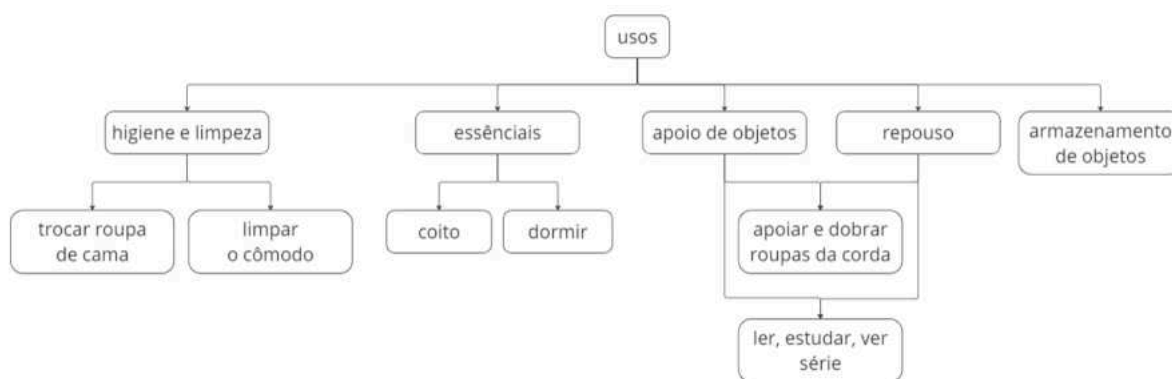 usos
higiene e limpeza
essênciais
apoio de objetos
repouso
armazenamento
de objetos
trocar roupa
de cama
limpar
o cômodo
coito
dormir
apoiar e dobrar
roupas da corda
ler, estudar, ver
série